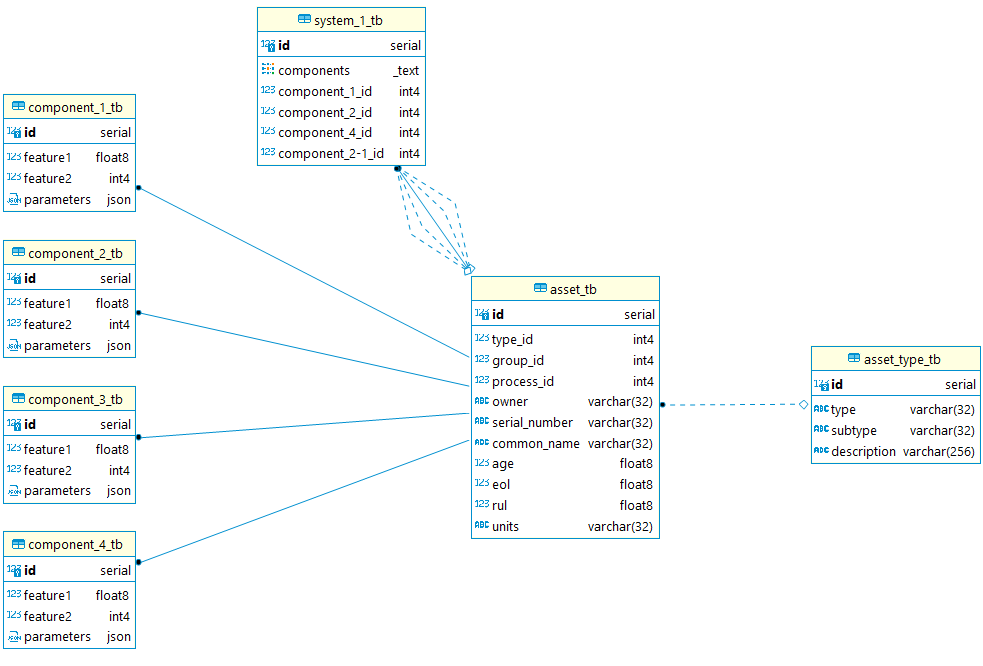 system_1_tb
id serial
components _text
component_1_id int4
component_2_id int4
component_4_id int4
component_2-1_id int4
component_1_tb
id serial
feature1 float8
feature2 int4
parameters json
component_2_tb
id serial
feature1 float8
feature2 int4
parameters json
component_3_tb
id serial
feature1 float8
feature2 int4
parameters json
component_4_tb
id serial
feature1 float8
feature2 int4
parameters json
asset_tb
id serial
type_id int4
group_id int4
process_id int4
owner varchar(32)
serial_number varchar(32)
common_name varchar(32)
age float8
eol float8
rul float8
units varchar(32)
asset_type_tb
id serial
type varchar(32)
subtype varchar(32)
description varchar(256)